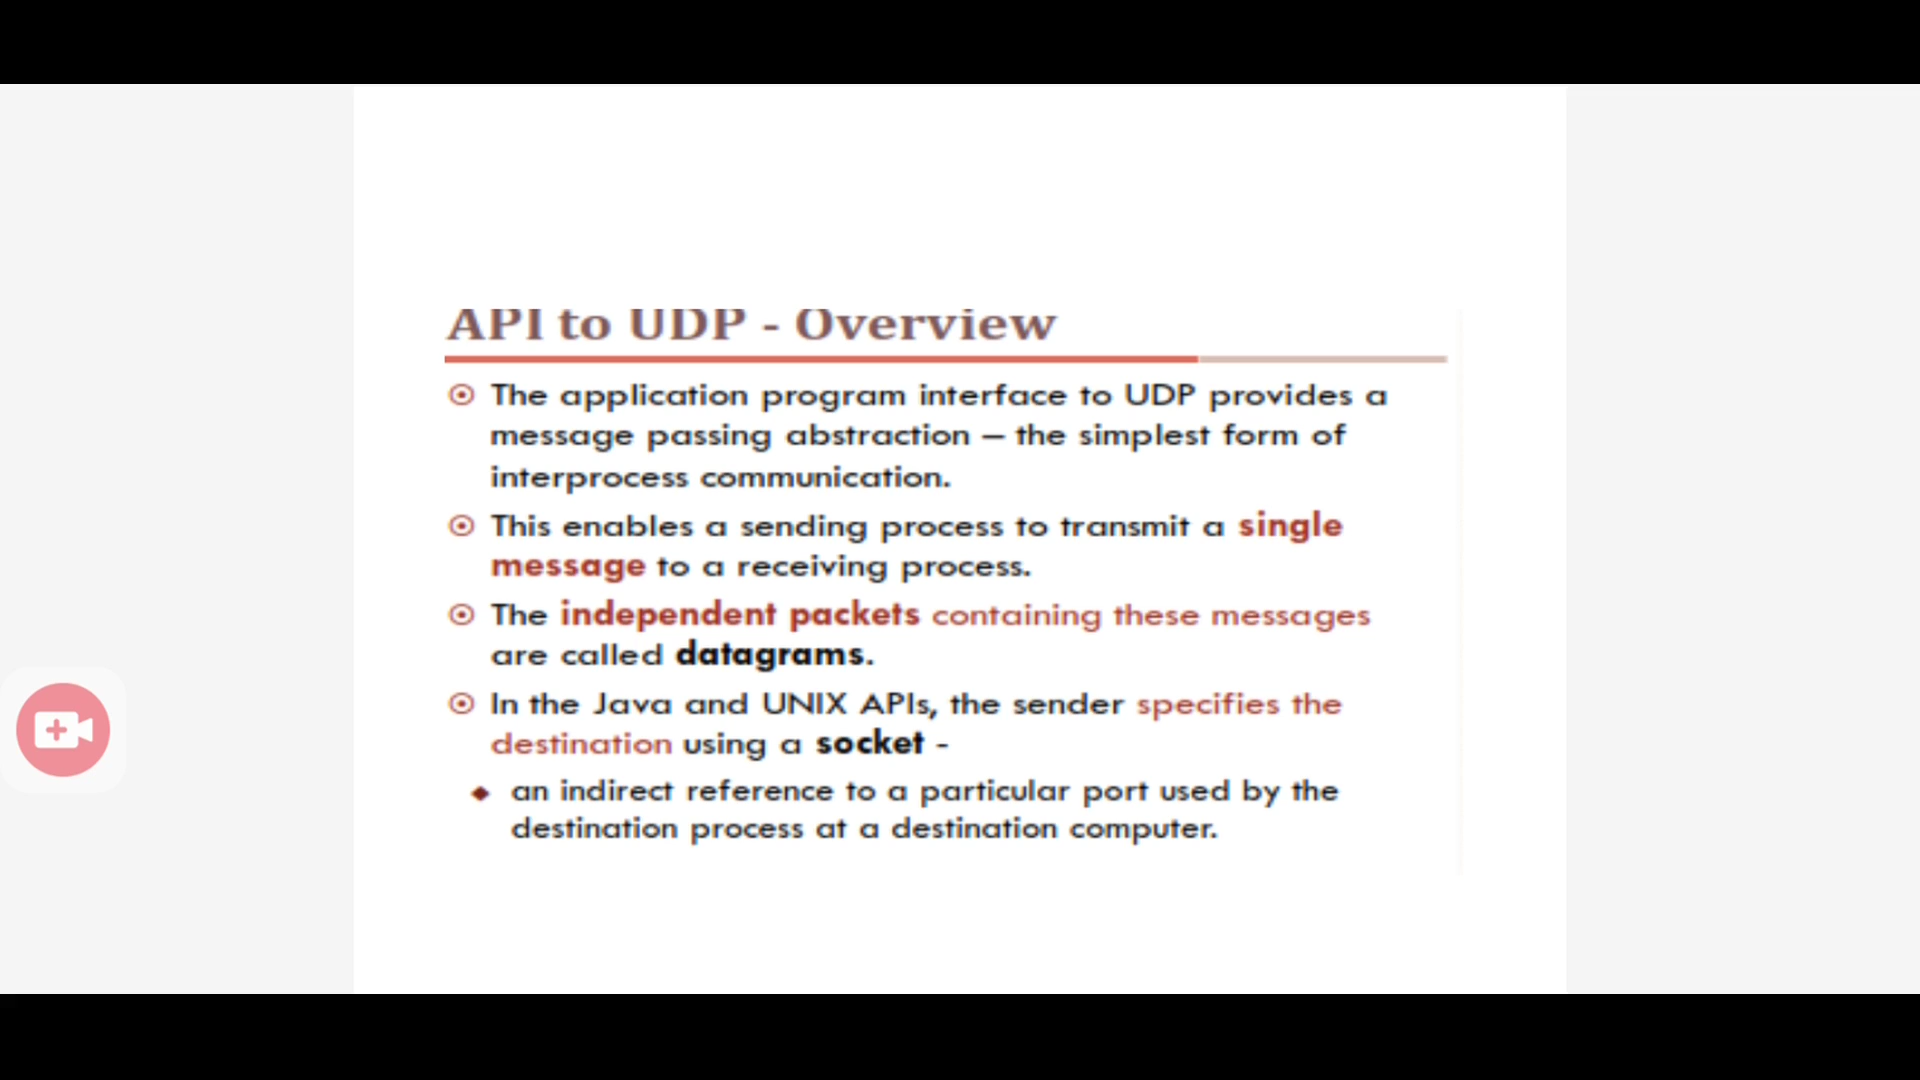 API to UDP - Overview
The application program interface to UDP provides a
message passing abstraction – the simplest form of
interprocess communication.
This enables a sending process to transmit a single
message to a receiving process.
The independent packets containing these messages
are called datagrams.
In the Java and UNIX APIs, the sender specifies the
destination using a socket -
an indirect reference to a particular port used by the
destination process at a destination computer.